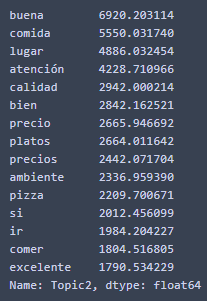 buena 6920.203114
comida 5550.031740
lugar 4886.032454
atención 4228.710966
calidad 2942.000214
bien 2842.162521
precio 2665.946692
platos 2664.011642
precios 2442.071704
ambiente 2336.959390
pizza 2209.700671
si 2012.456099
ir 1984.204227
comer 1804.516805
excelente 1790.534229
Name: Topic2, dtype: float64